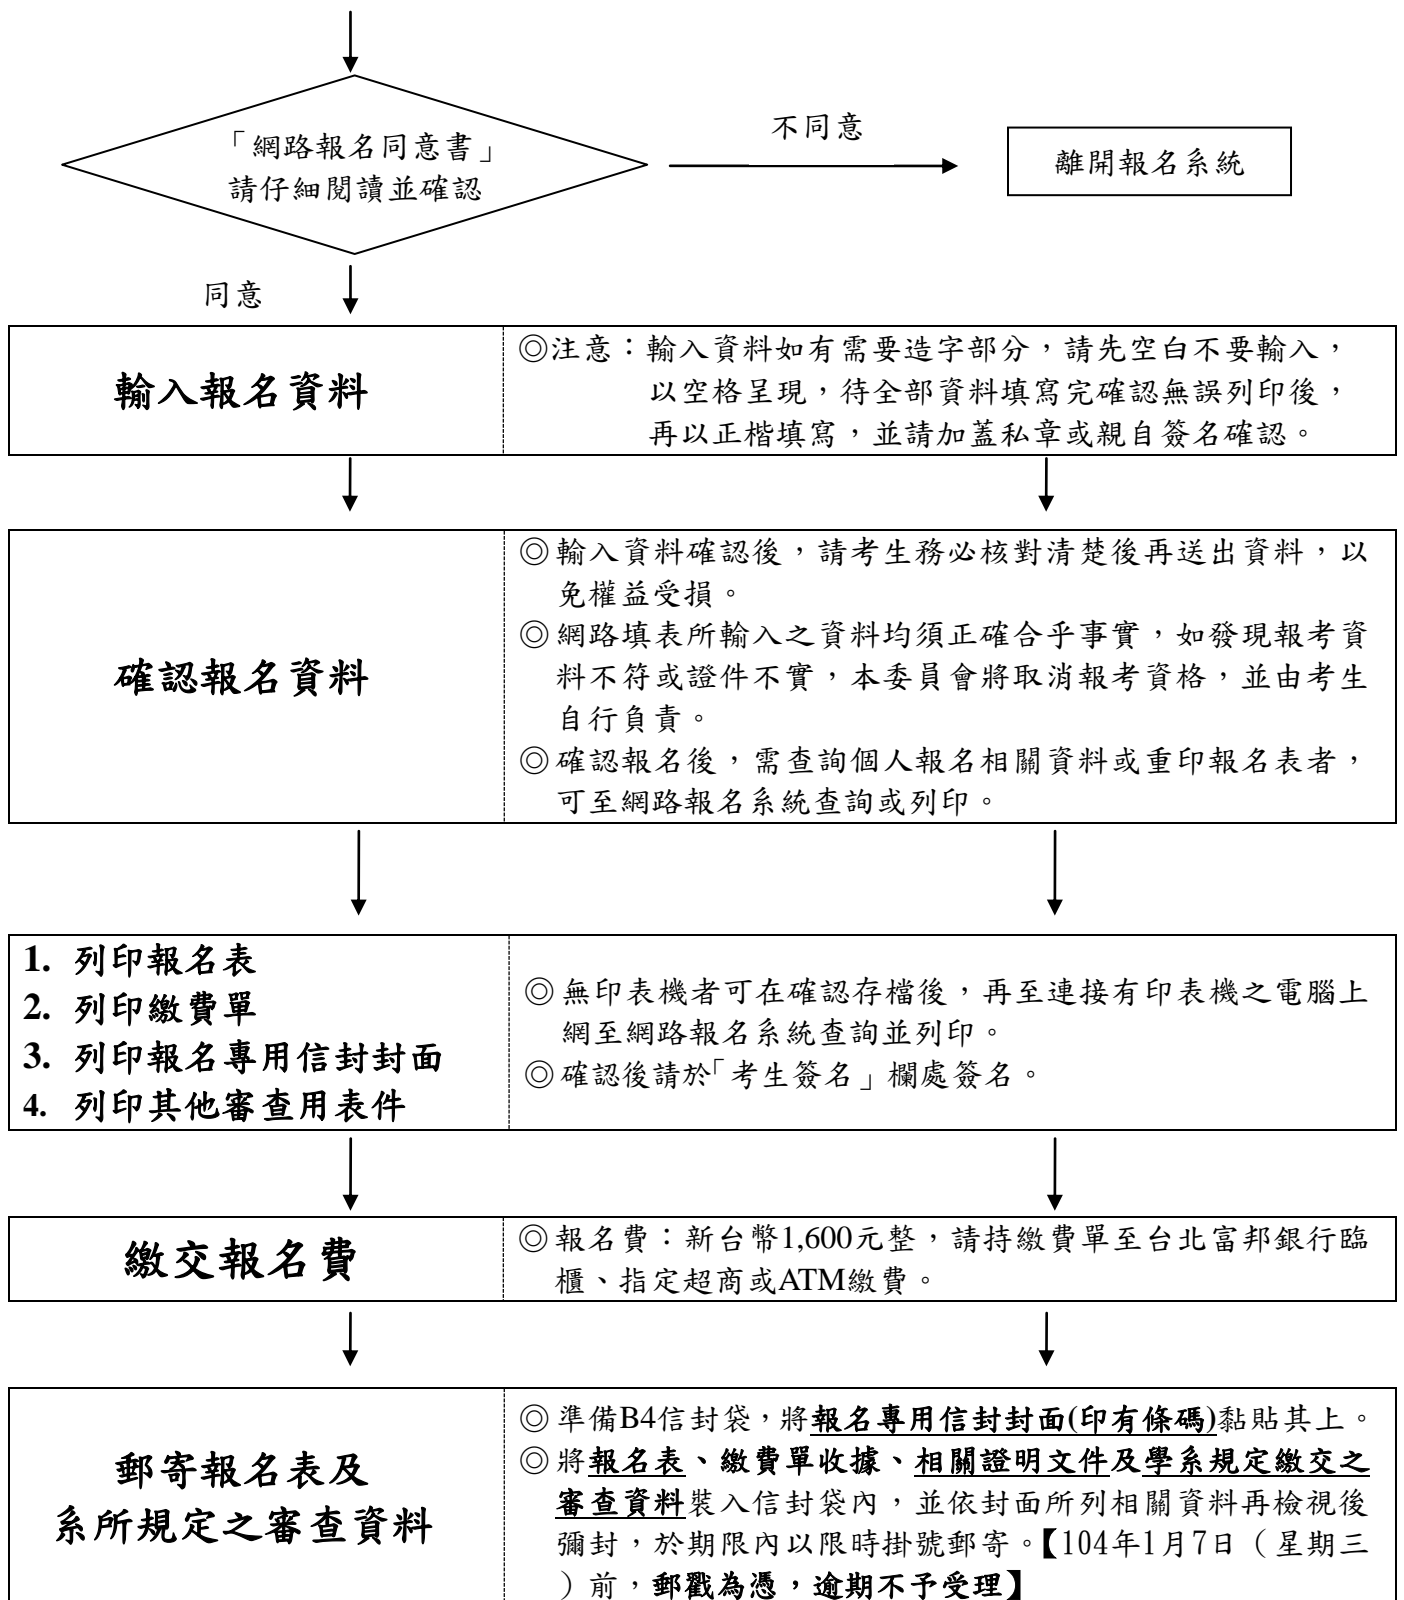 「網路報名同意書」
請仔細閱讀並確認
不同意
離開報名系統
同意
輸入報名資料
◎注意：輸入資料如有需要造字部分，請先空白不要輸入，
以空格呈現，待全部資料填寫完確認無誤列印後，
再以正楷填寫，並請加蓋私章或親自簽名確認。
確認報名資料
◎輸入資料確認後，請考生務必核對清楚後再送出資料，以
免權益受損。
◎網路填表所輸入之資料均須正確合乎事實，如發現報考資
料不符或證件不實，本委員會將取消報考資格，並由考生
自行負責。
◎確認報名後，需查詢個人報名相關資料或重印報名表者，
可至網路報名系統查詢或列印。
1. 列印報名表
2. 列印繳費單
3. 列印報名專用信封封面
4. 列印其他審查用表件
◎無印表機者可在確認存檔後，再至連接有印表機之電腦上
網至網路報名系統查詢並列印。
◎確認後請於「考生簽名」欄處簽名。
繳交報名費
◎報名費：新台幣1,600元整，請持繳費單至台北富邦銀行臨
櫃、指定超商或ATM繳費。
郵寄報名表及
系所規定之審查資料
◎準備B4信封袋，將報名專用信封封面(印有條碼)黏貼其上。
◎將報名表、繳費單收據、相關證明文件及學系規定繳交之
審查資料裝入信封袋內，並依封面所列相關資料再檢視後
彌封，於期限內以限時掛號郵寄。【104年1月7日（星期三
）前，郵戳為憑，逾期不予受理】